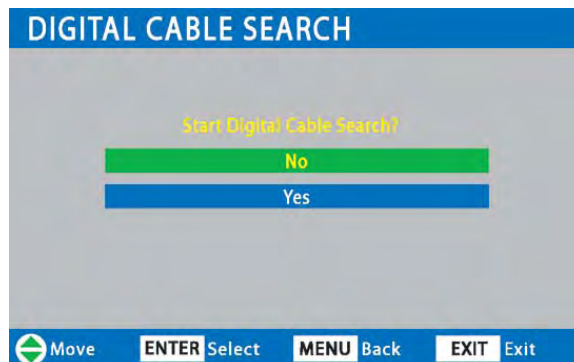 DIGITAL CABLE SEARCH
Start Digital Cable Search?
No
Yes
Move ENTER Select MENU Back EXIT Exit